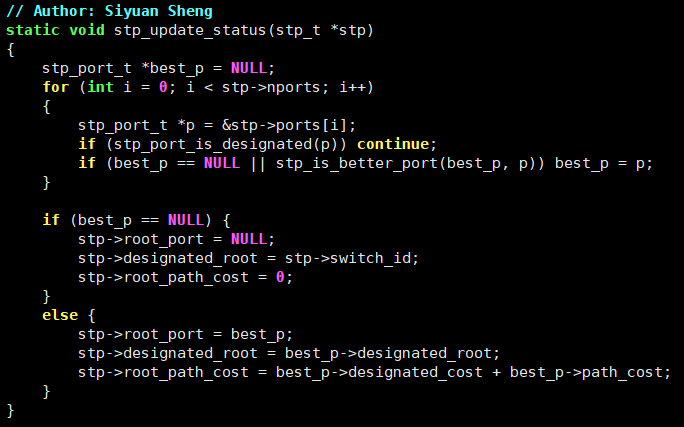 // Author: Siyuan Sheng
static void stp_update_status(stp_t *stp)
{
    stp_port_t *best_p = NULL;
    for (int i = 0; i < stp->nports; i++)
    {
        stp_port_t *p = &stp->ports[i];
        if (stp_port_is_designated(p)) continue;
        if (best_p == NULL || stp_is_better_port(best_p, p)) best_p = p;
    }

    if (best_p == NULL) {
        stp->root_port = NULL;
        stp->designated_root = stp->switch_id;
        stp->root_path_cost = 0;
    }
    else {
        stp->root_port = best_p;
        stp->designated_root = best_p->designated_root;
        stp->root_path_cost = best_p->designated_cost + best_p->path_cost;
    }
}